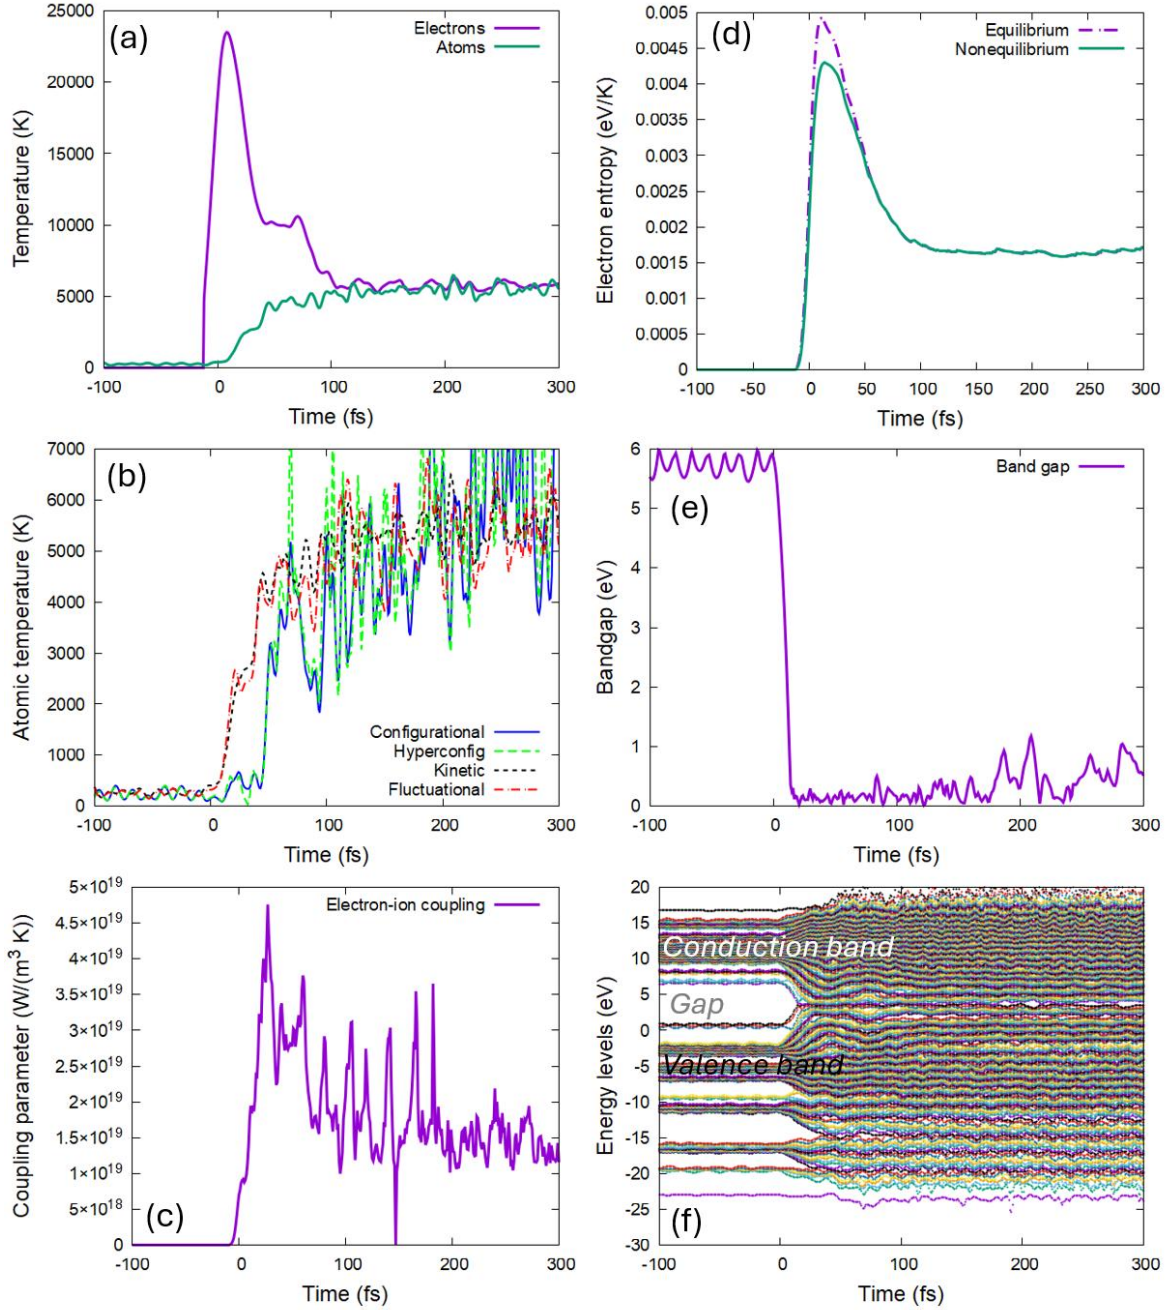 (a)
Electrons
Atoms
Temperature (K)
25000
20000
15000
10000
5000
0
-100 0 100 200 300
Time (fs)
(d)
Equilibrium
Nonequilibrium
Electron entropy (eV/K)
0.005
0.0045
0.004
0.0035
0.003
0.0025
0.002
0.0015
0.001
0.0005
0
-100 -50 0 50 100 150 200 250 300
Time (fs)
(b)
Atomic temperature (K)
7000
6000
5000
4000
3000
2000
1000
0
Configurational
Hyperconfig
Kinetic
Fluctuational
-100 0 100 200 300
Time (fs)
Band gap
(e)
Bandgap (eV)
6
5
4
3
2
1
0
-100 0 100 200 300
Time (fs)
Electron-ion coupling
Coupling parameter (W/(m³ K))
5×10¹⁹
4.5×10¹⁹
4×10¹⁹
3.5×10¹⁹
3×10¹⁹
2.5×10¹⁹
2×10¹⁹
1.5×10¹⁹
1×10¹⁹
5×10¹⁸
0
(c)
-100 0 100 200 300
Time (fs)
Energy levels (eV)
20
15
10
5
0
-5
-10
-15
-20
-25
-30
Conduction band
Gap
Valence band
(f)
-100 0 100 200 300
Time (fs)